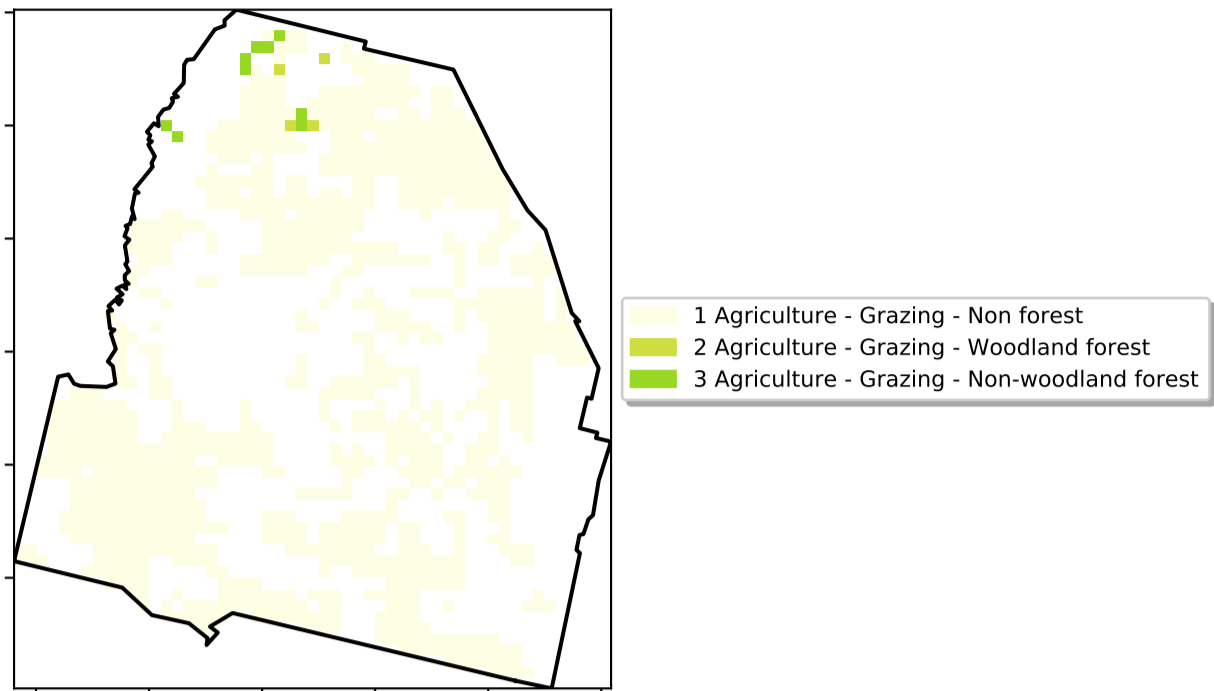 1 Agriculture - Grazing - Non forest
2 Agriculture - Grazing - Woodland forest
3 Agriculture - Grazing - Non-woodland forest